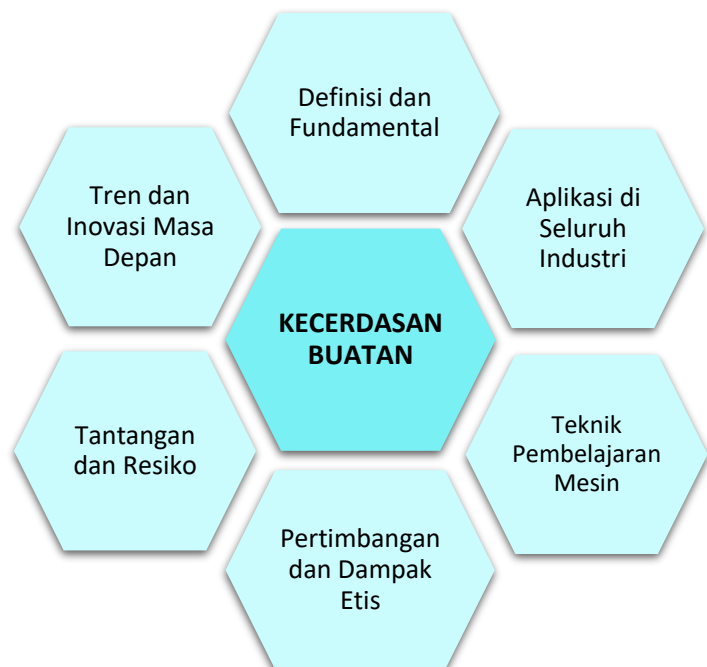 Definisi dan
Fundamental
Tren dan
Inovasi Masa
Depan
Aplikasi di
Seluruh
Industri
KECERDASAN
BUATAN
Tantangan
dan Resiko
Teknik
Pembelajaran
Mesin
Pertimbangan
dan Dampak
Etis